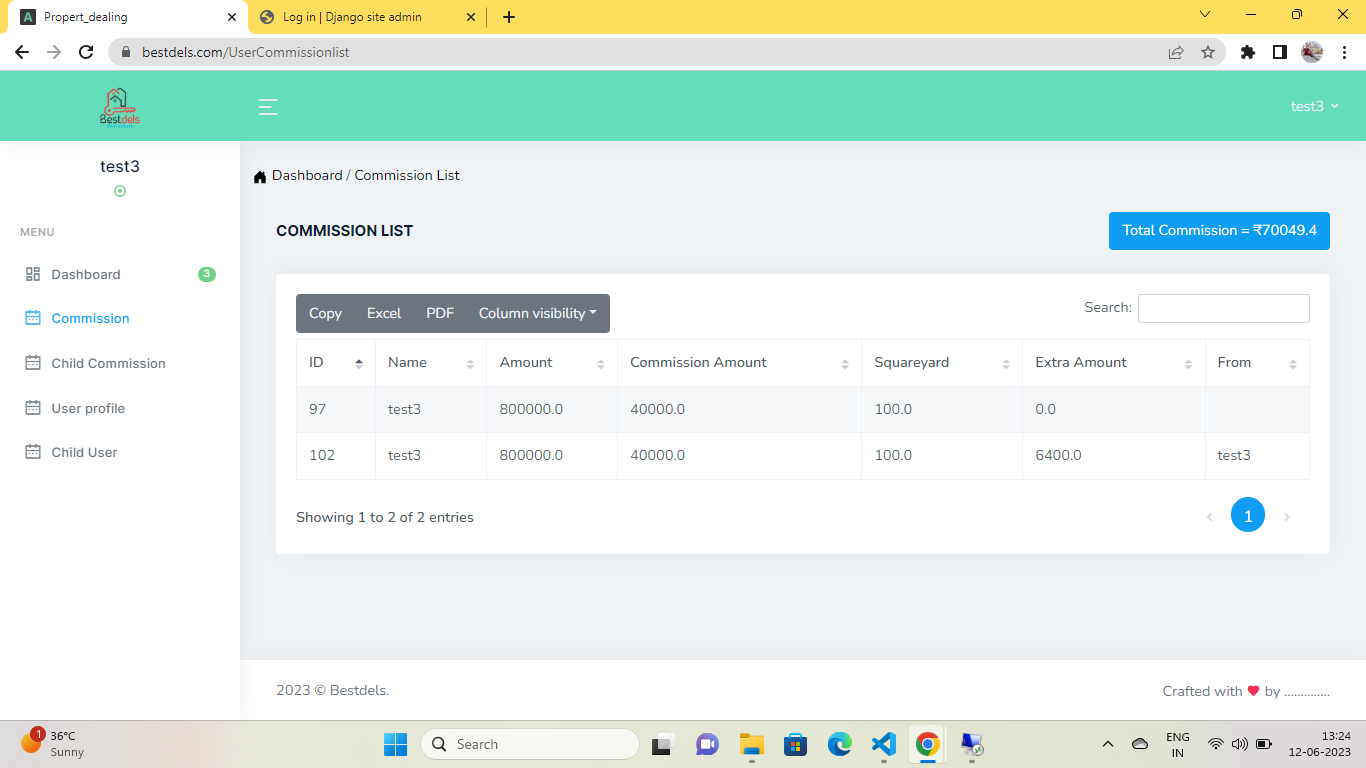 Propert_dealing
Log in | Django site admin
bestdels.com/UserCommissionlist
Bestdels
test3
test3
Dashboard / Commission List
MENU
COMMISSION LIST
Total Commission = ₹70049.4
Dashboard 3
Commission
Child Commission
User profile
Child User
Copy Excel PDF Column visibility
Search:
ID Name Amount Commission Amount Squareyard Extra Amount From
97 test3 800000.0 40000.0 100.0 0.0
102 test3 800000.0 40000.0 100.0 6400.0 test3
Showing 1 to 2 of 2 entries
‹ 1 ›
2023 © Bestdels.
Crafted with ❤ by ..............
1
36°C
Sunny
Search
ENG
IN
13:24
12-06-2023